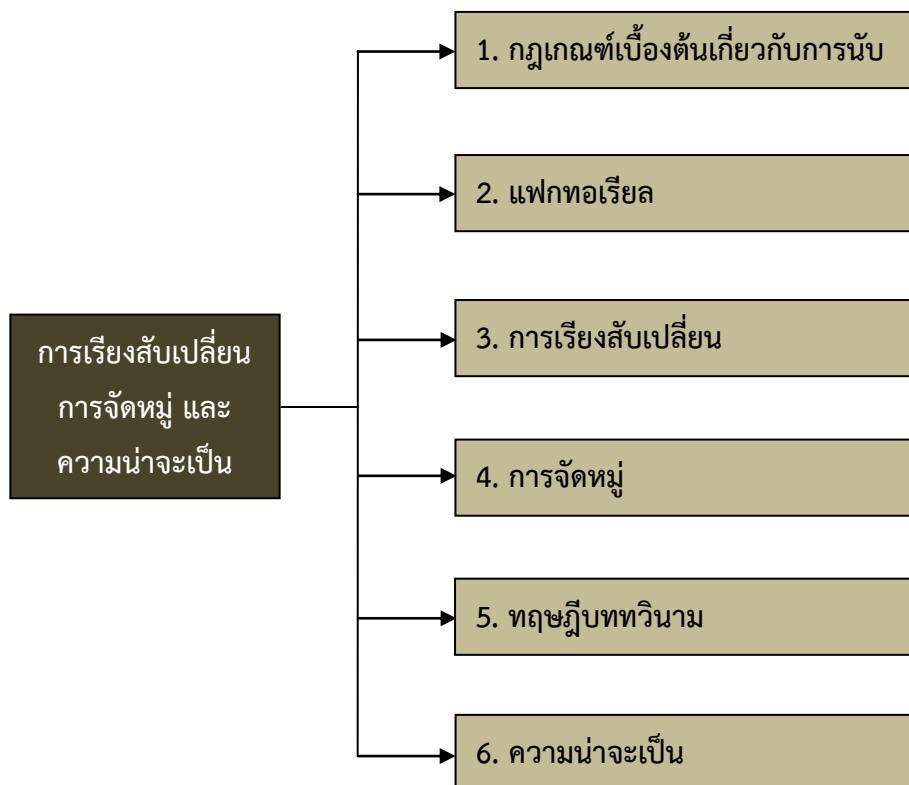 1. กฎเกณฑ์เบื้องต้นเกี่ยวกับการนับ
2. แฟกทอเรียล
3. การเรียงสับเปลี่ยน
การเรียงสับเปลี่ยน
การจัดหมู่ และ
ความน่าจะเป็น
4. การจัดหมู่
5. ทฤษฎีบททวินาม
6. ความน่าจะเป็น